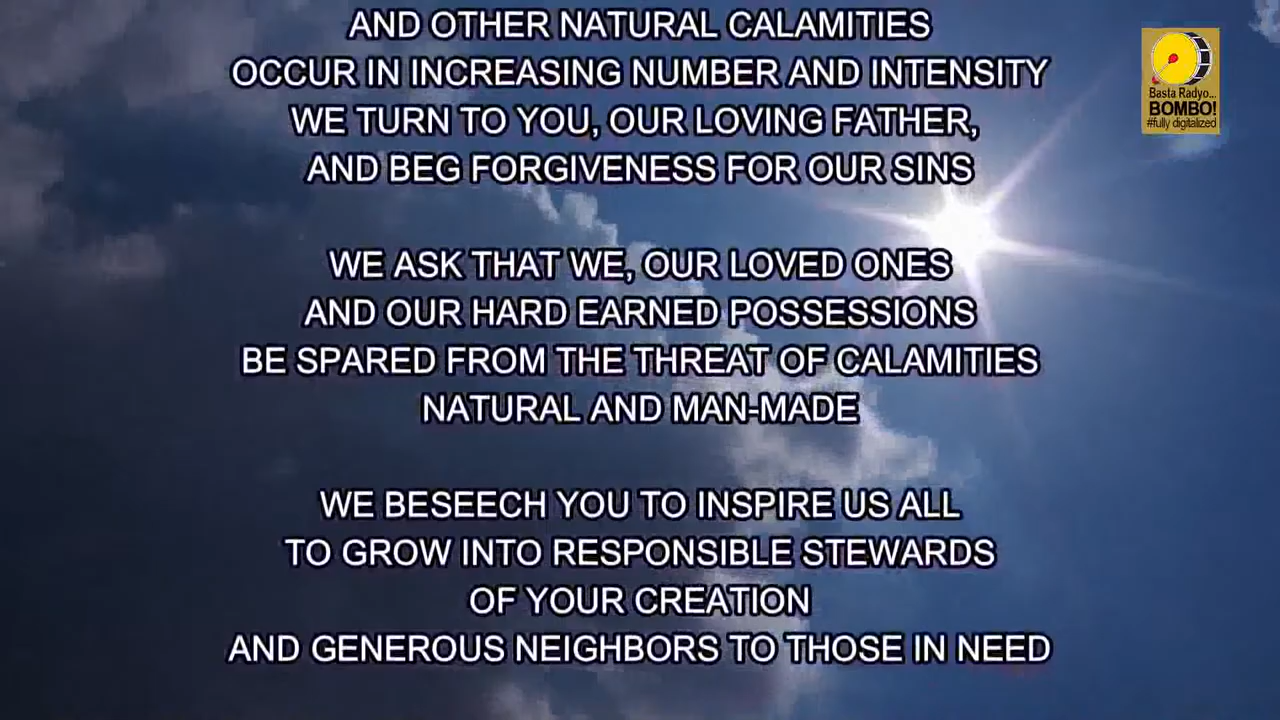 AND OTHER NATURAL CALAMITIES
OCCUR IN INCREASING NUMBER AND INTENSITY
WE TURN TO YOU, OUR LOVING FATHER,
AND BEG FORGIVENESS FOR OUR SINS
WE ASK THAT WE, OUR LOVED ONES
AND OUR HARD EARNED POSSESSIONS
BE SPARED FROM THE THREAT OF CALAMITIES
NATURAL AND MAN-MADE
WE BESEECH YOU TO INSPIRE US ALL
TO GROW INTO RESPONSIBLE STEWARDS
OF YOUR CREATION
AND GENEROUS NEIGHBORS TO THOSE IN NEED
Basta Radyo...
BOMBO!
#fully digitalized